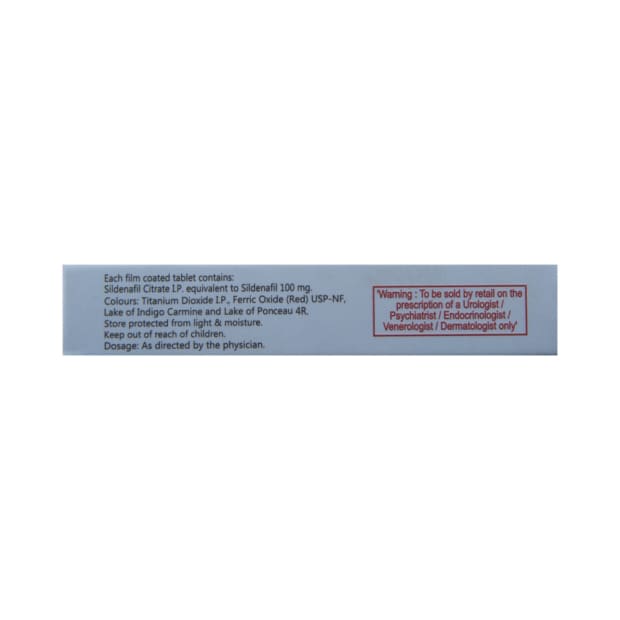 Each film coated tablet contains:
Sildenafil Citrate I.P. equivalent to Sildenafil 100 mg.
Colours: Titanium Dioxide I.P., Ferric Oxide (Red) USP-NF,
Lake of Indigo Carmine and Lake of Ponceau 4R,
Store protected from light & moisture.
Keep out of reach of children.
Dosage: As directed by the physician.
'Warning : To be sold by retail on the
prescription of a Urologist /
Psychiatrist / Endocrinologist /
Venerologist / Dermatologist only'